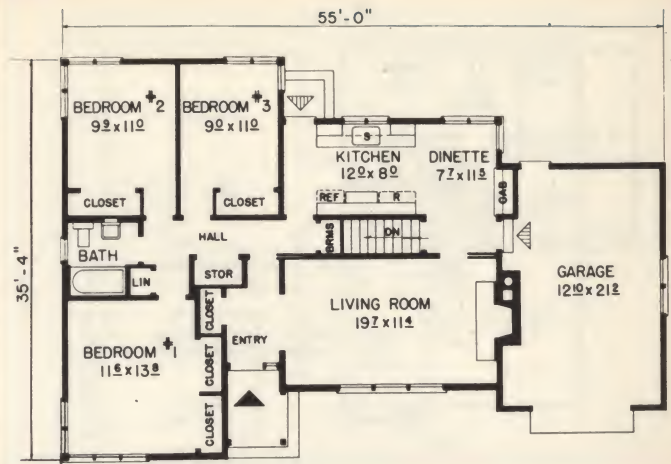 55'-0"
35'-4"
BEDROOM #2
9⁹ x 11⁰
BEDROOM #3
9⁰ x 11⁰
CLOSET
CLOSET
S
KITCHEN
12⁰ x 8⁰
DINETTE
7⁷ x 11⁵
REF
R
CAB
HALL
BRMS
DN
BATH
LIN
STOR
GARAGE
12¹⁰ x 21²
LIVING ROOM
19⁷ x 11⁴
CLOSET
ENTRY
BEDROOM #1
11⁶ x 13⁸
CLOSET
CLOSET